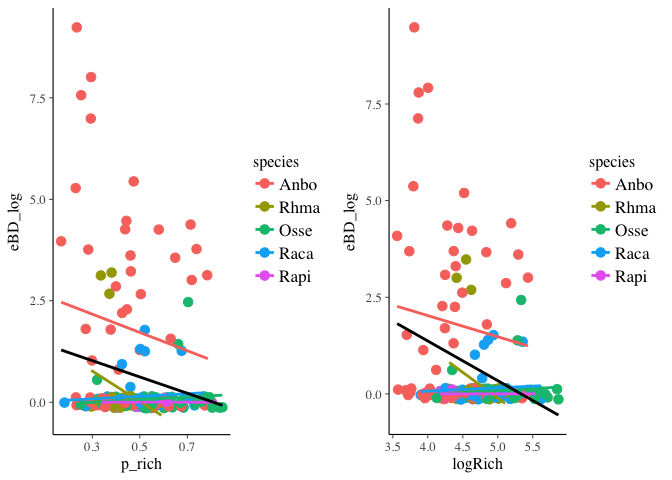 eBD_log
7.5
5.0
2.5
0.0
0.3
0.5
0.7
p_rich
species
Anbo
Rhma
Osse
Raca
Rapi
eBD_log
7.5
5.0
2.5
0.0
3.5
4.0
4.5
5.0
5.5
logRich
species
Anbo
Rhma
Osse
Raca
Rapi